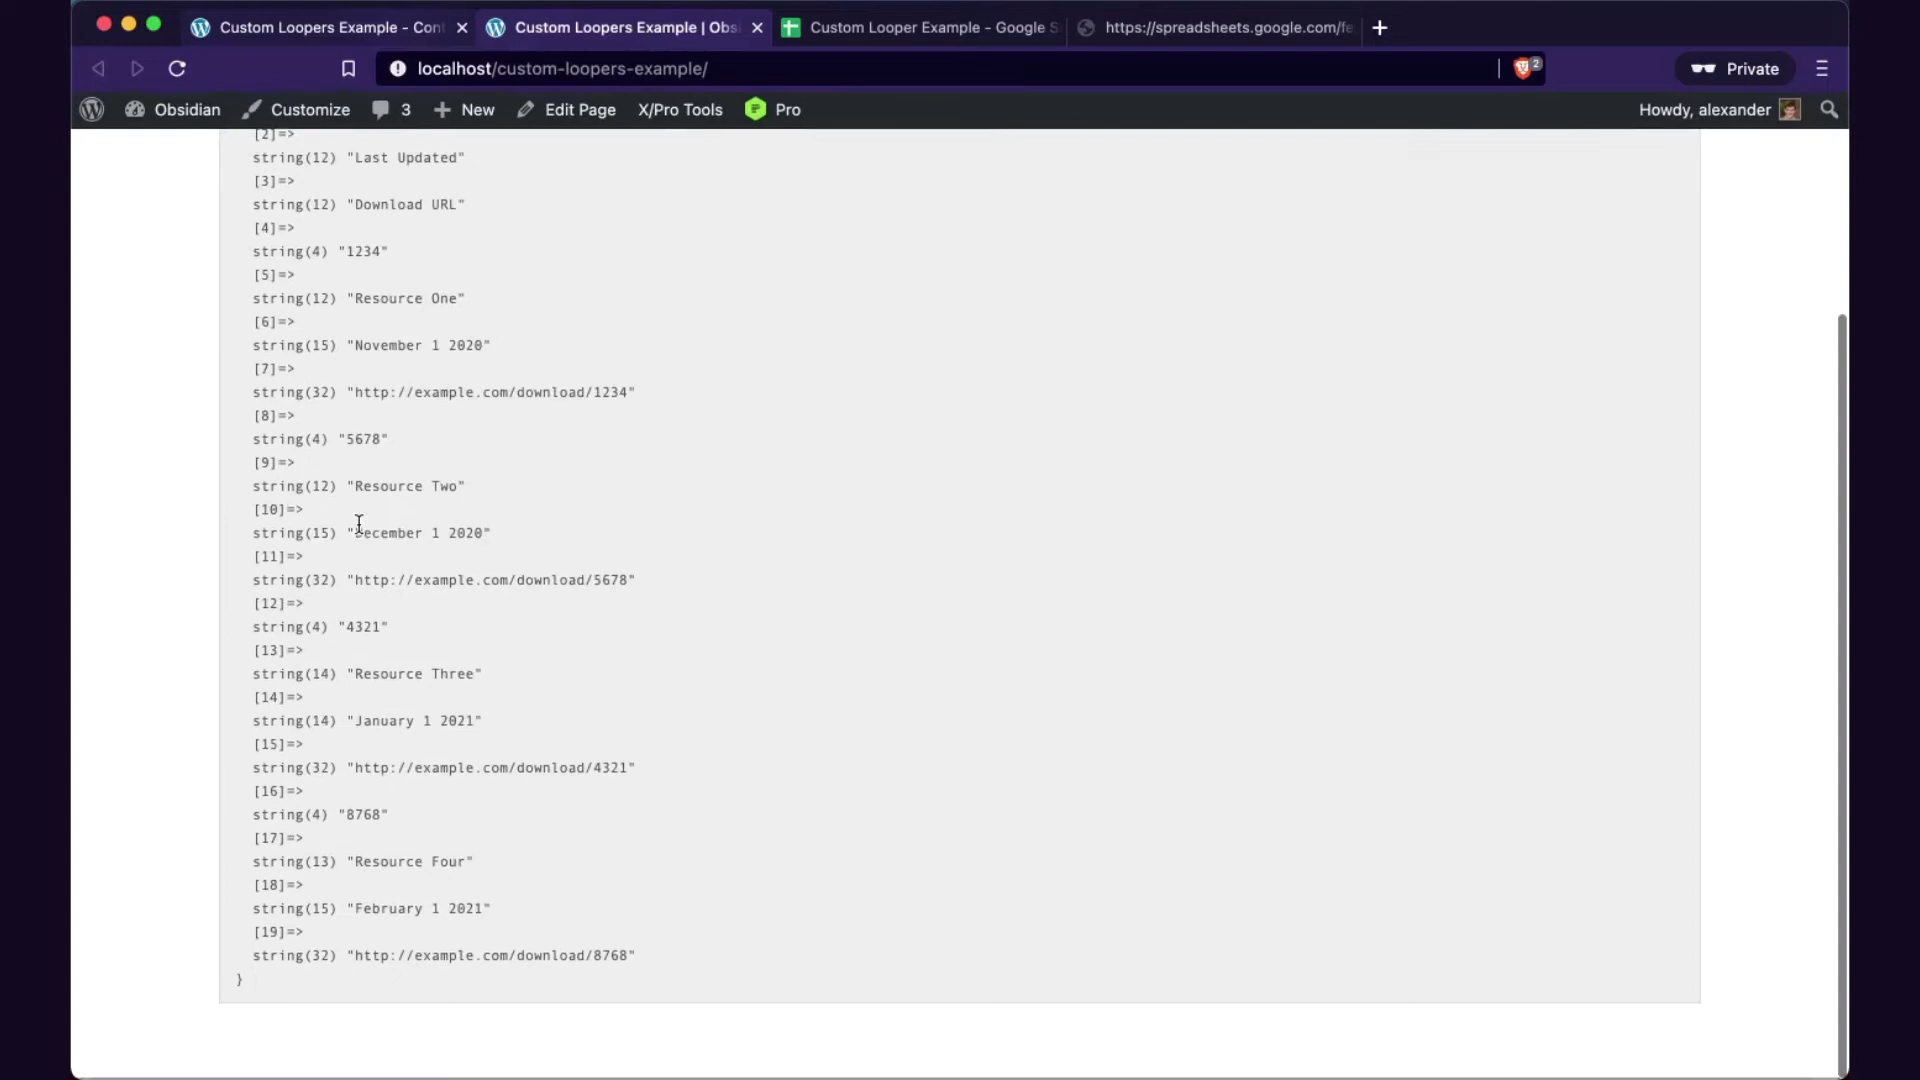 Custom Loopers Example - Con
Custom Loopers Example | Obs
Custom Looper Example - Google S
https://spreadsheets.google.com/fe
localhost/custom-loopers-example/
2
Private
Obsidian
Customize
3
New
Edit Page
X/Pro Tools
Pro
Howdy, alexander
[2]=>
string(12) "Last Updated"
[3]=>
string(12) "Download URL"
[4]=>
string(4) "1234"
[5]=>
string(12) "Resource One"
[6]=>
string(15) "November 1 2020"
[7]=>
string(32) "http://example.com/download/1234"
[8]=>
string(4) "5678"
[9]=>
string(12) "Resource Two"
[10]=>
string(15) "December 1 2020"
[11]=>
string(32) "http://example.com/download/5678"
[12]=>
string(4) "4321"
[13]=>
string(14) "Resource Three"
[14]=>
string(14) "January 1 2021"
[15]=>
string(32) "http://example.com/download/4321"
[16]=>
string(4) "8768"
[17]=>
string(13) "Resource Four"
[18]=>
string(15) "February 1 2021"
[19]=>
string(32) "http://example.com/download/8768"
}